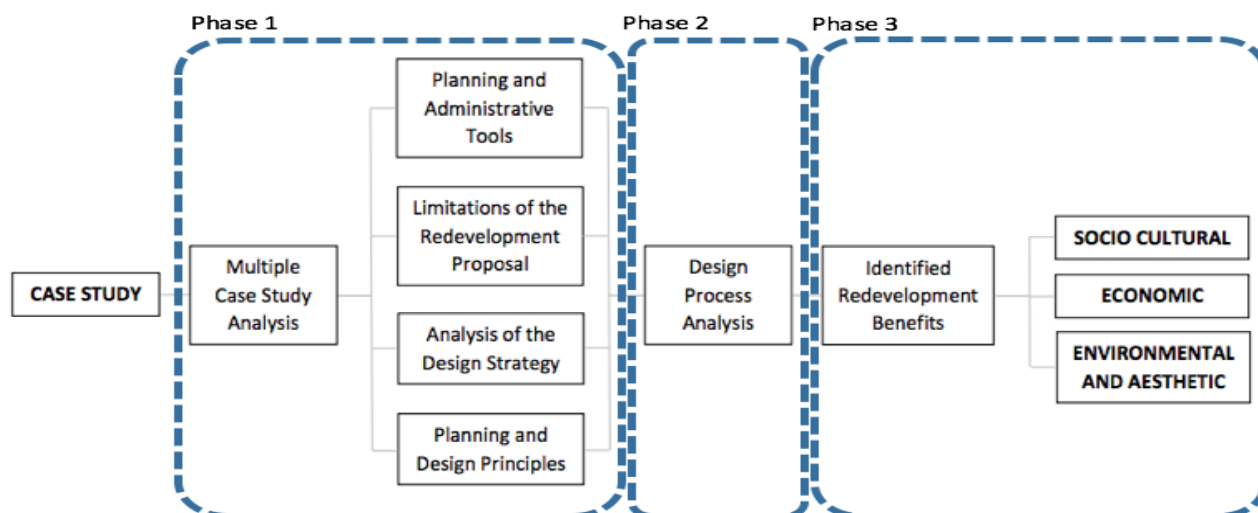 Phase 1
Phase 2
Phase 3
CASE STUDY
Multiple
Case Study
Analysis
Planning and
Administrative
Tools
Limitations of the
Redevelopment
Proposal
Analysis of the
Design Strategy
Planning and
Design Principles
Design
Process
Analysis
Identified
Redevelopment
Benefits
SOCIO CULTURAL
ECONOMIC
ENVIRONMENTAL
AND AESTHETIC